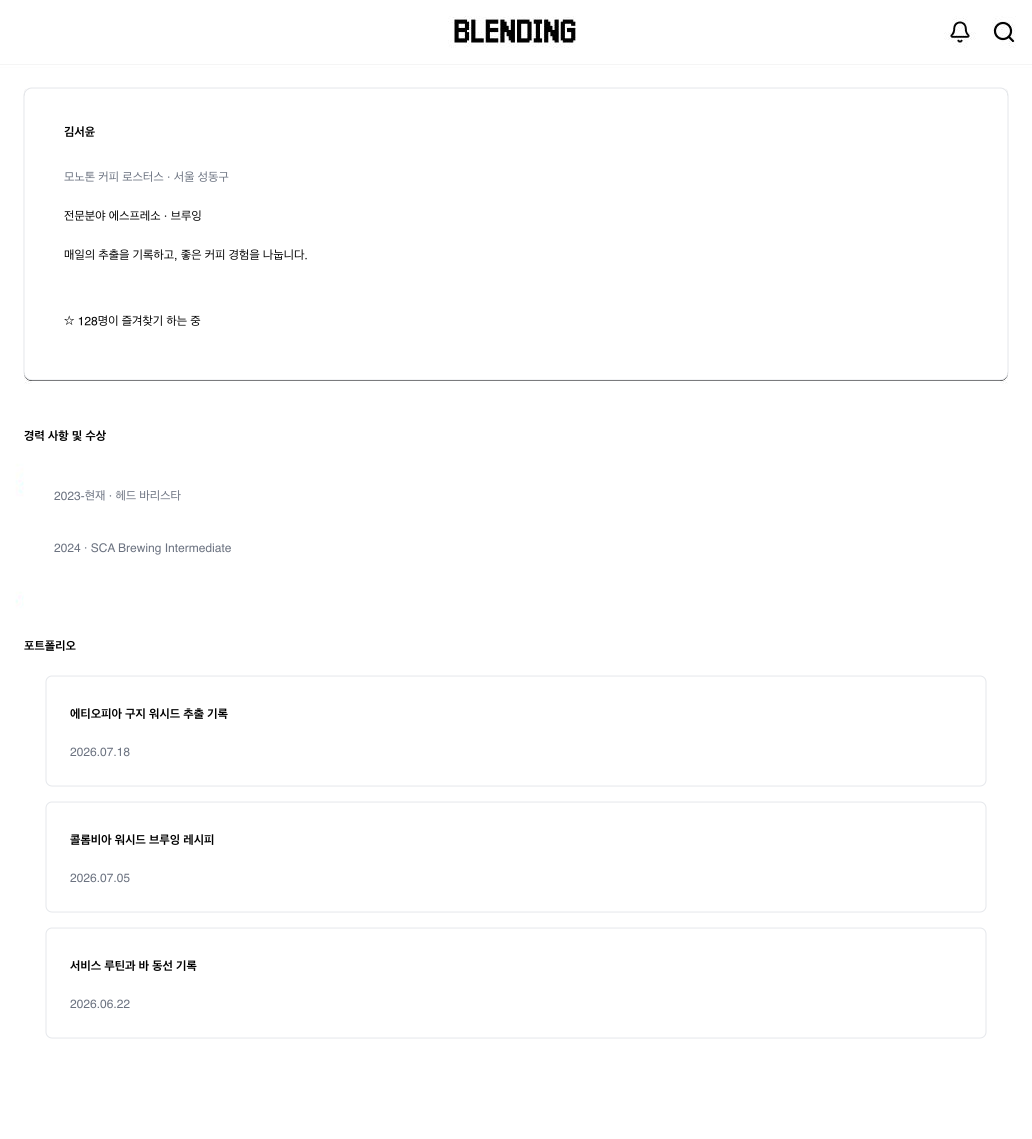 BLENDING
김서윤
모노톤 커피 로스터스 · 서울 성동구
전문분야 에스프레소 · 브루잉
매일의 추출을 기록하고, 좋은 커피 경험을 나눕니다.
☆ 128명이 즐겨찾기 하는 중
경력 사항 및 수상
2023-현재 · 헤드 바리스타
2024 · SCA Brewing Intermediate
포트폴리오
에티오피아 구지 워시드 추출 기록
2026.07.18
콜롬비아 워시드 브루잉 레시피
2026.07.05
서비스 루틴과 바 동선 기록
2026.06.22